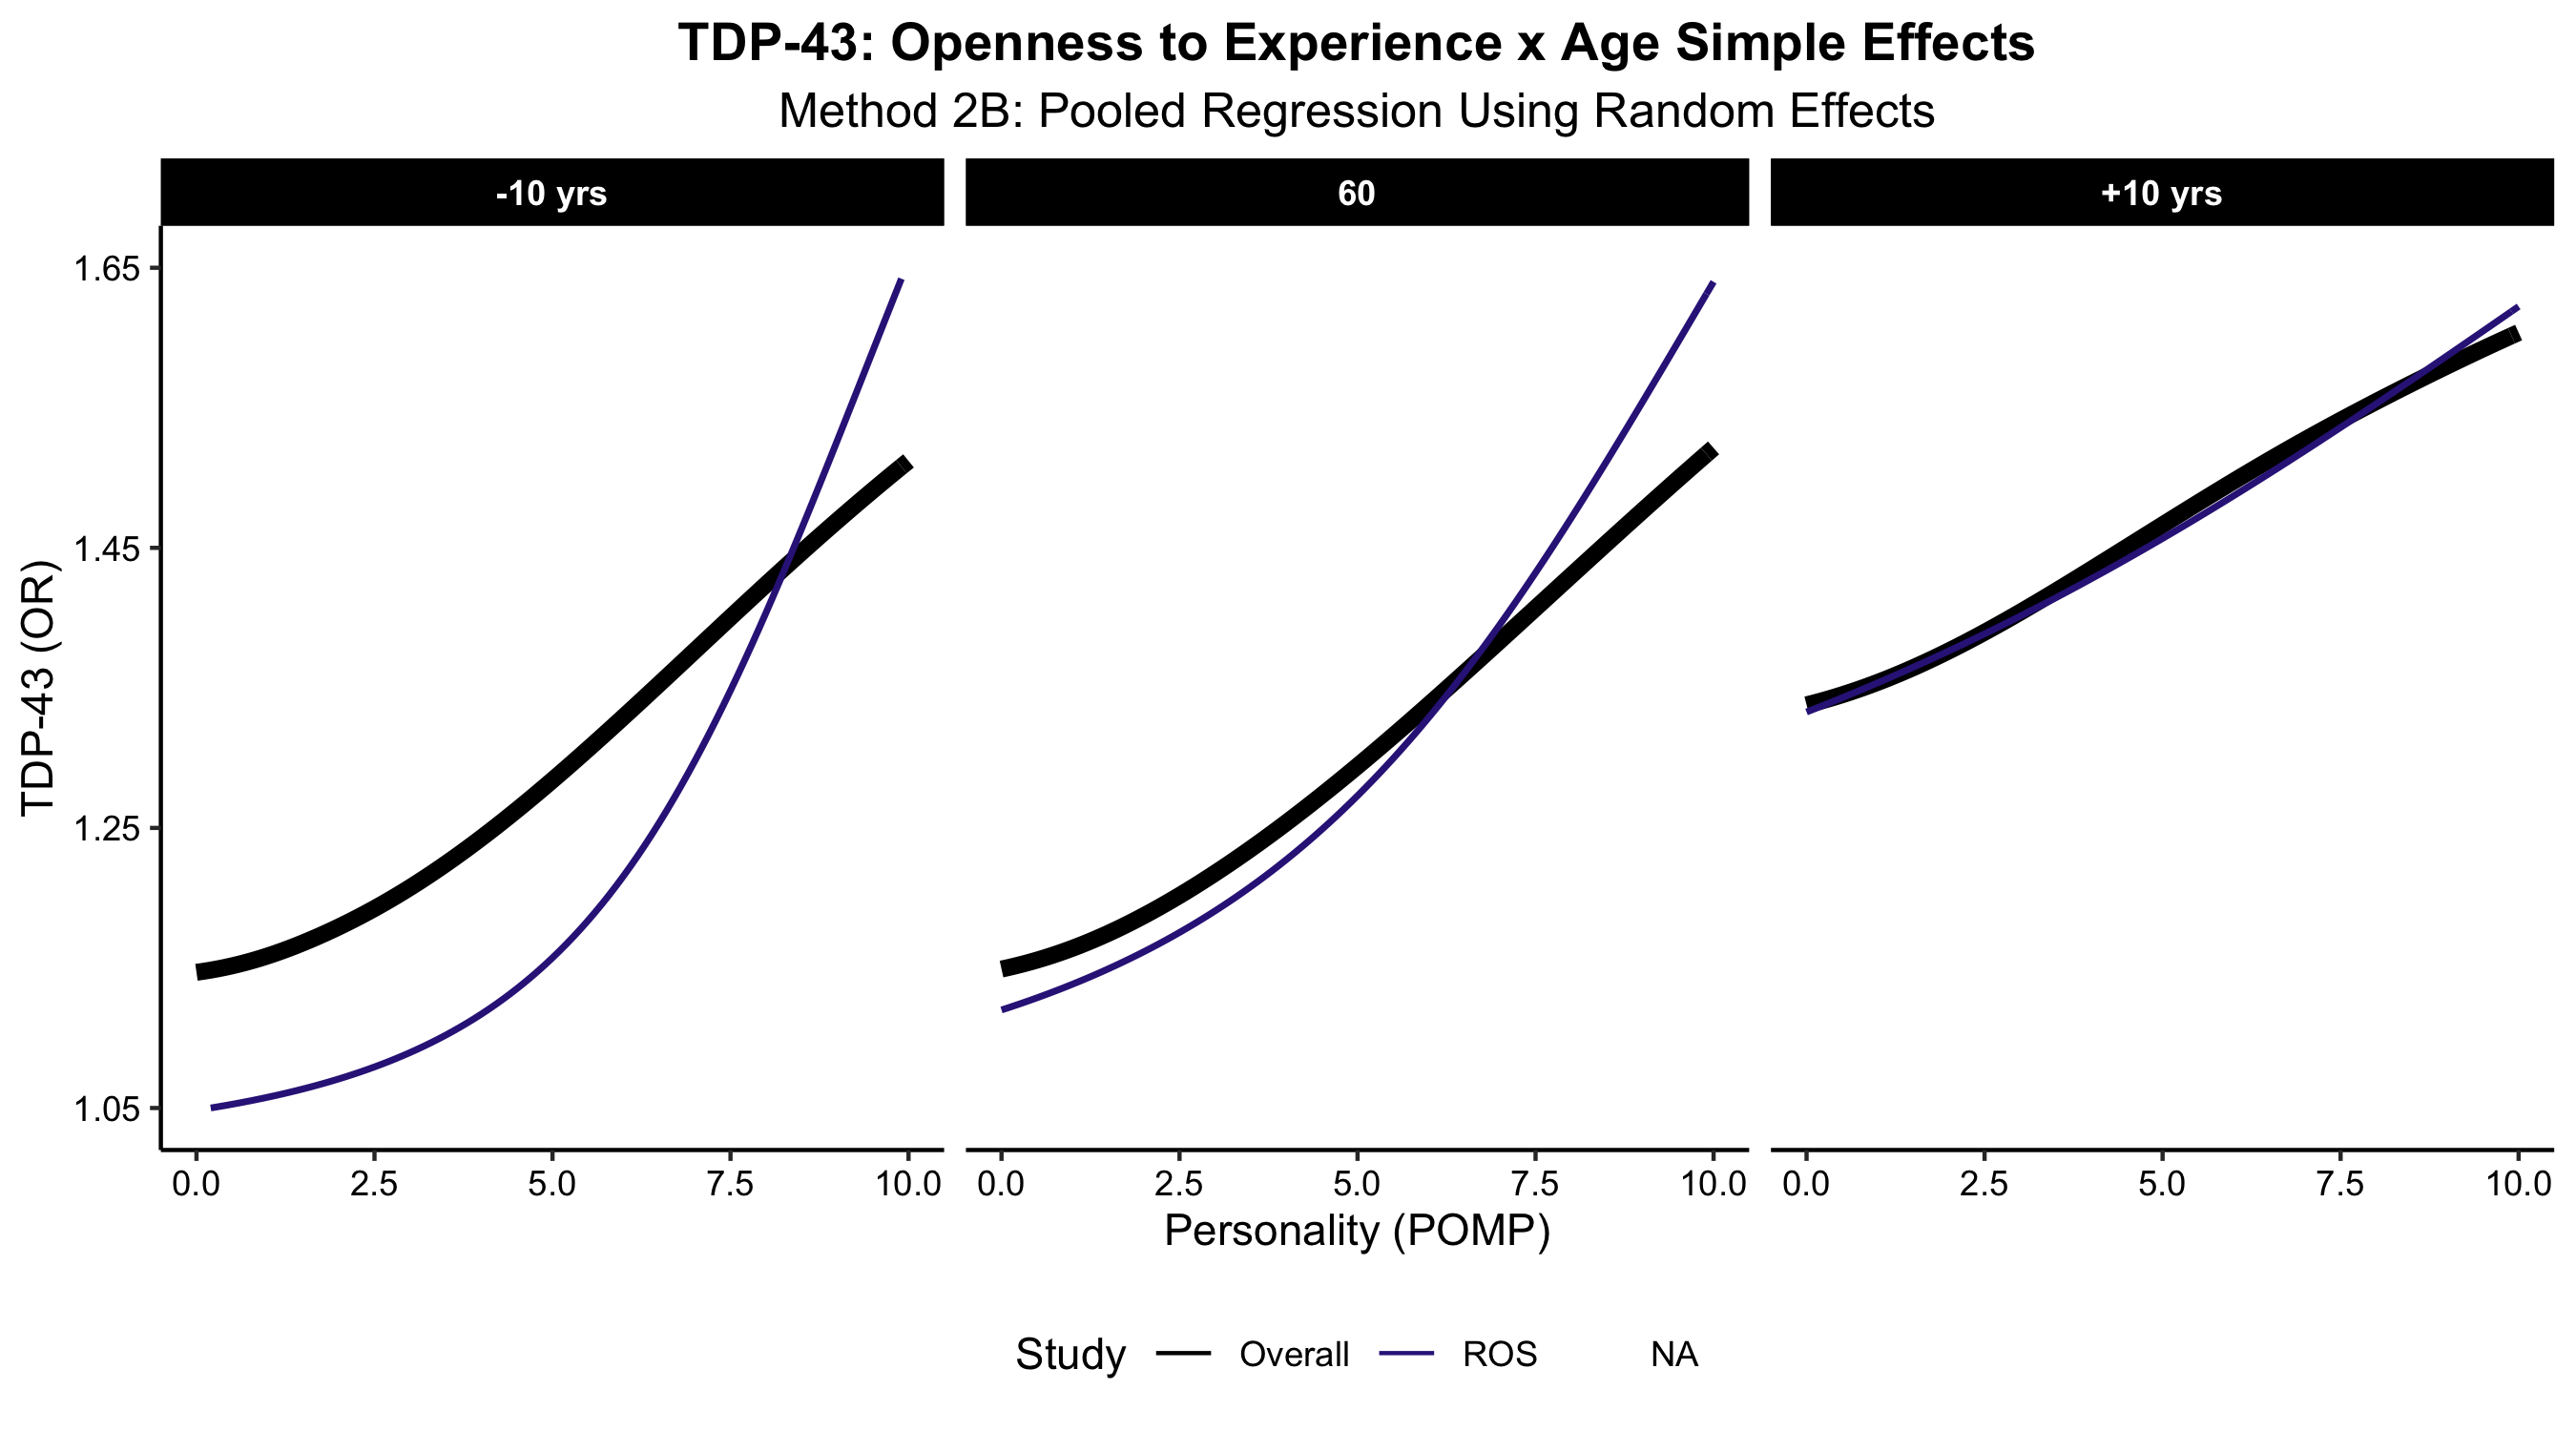 TDP-43: Openness to Experience x Age Simple Effects
Method 2B: Pooled Regression Using Random Effects
-10 yrs 60 +10 yrs
TDP-43 (OR)
1.65
1.45
1.25
1.05
0.0 2.5 5.0 7.5 10.0 0.0 2.5 5.0 7.5 10.0 0.0 2.5 5.0 7.5 10.0
Personality (POMP)
Study Overall ROS NA